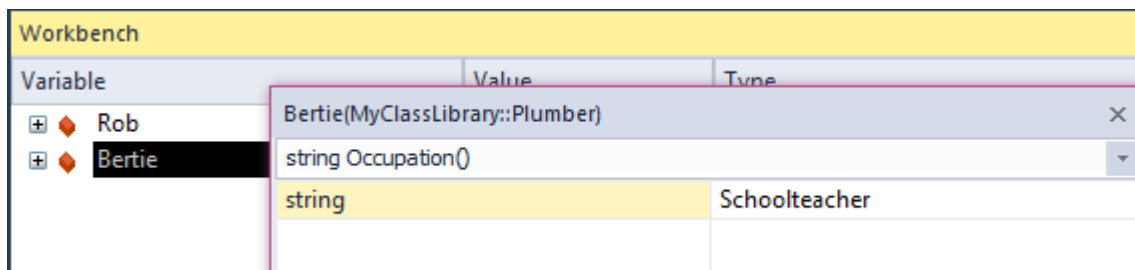 Workbench
Variable Value Type
Rob
Bertie(MyClassLibrary::Plumber)
Bertie
string Occupation()
string Schoolteacher